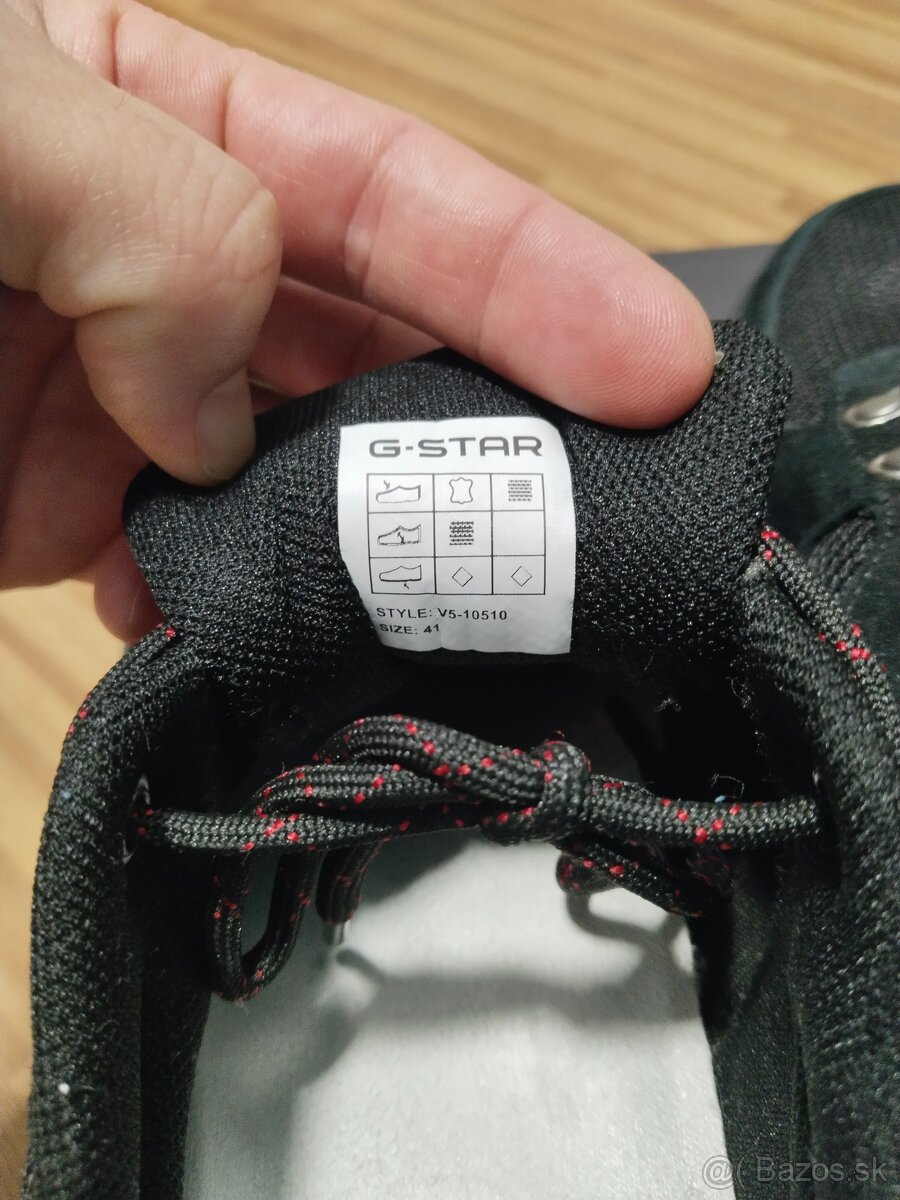 G-STAR
STYLE: V5-10510
SIZE: 41
@ Bazos.sk